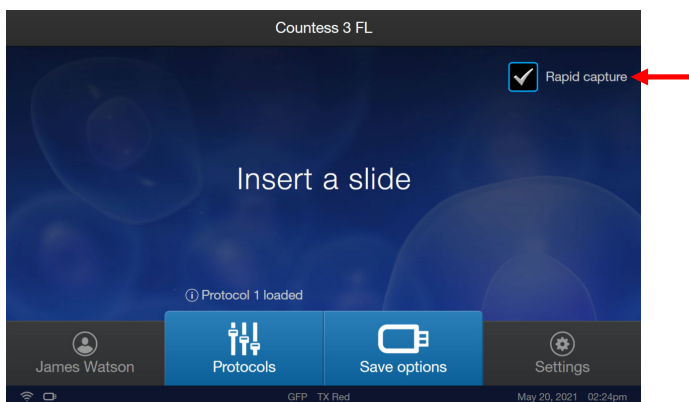 Countess 3 FL
Rapid capture
Insert a slide
Protocol 1 loaded
James Watson
Protocols
Save options
Settings
GFP TX Red
May 20, 2021 02:24pm